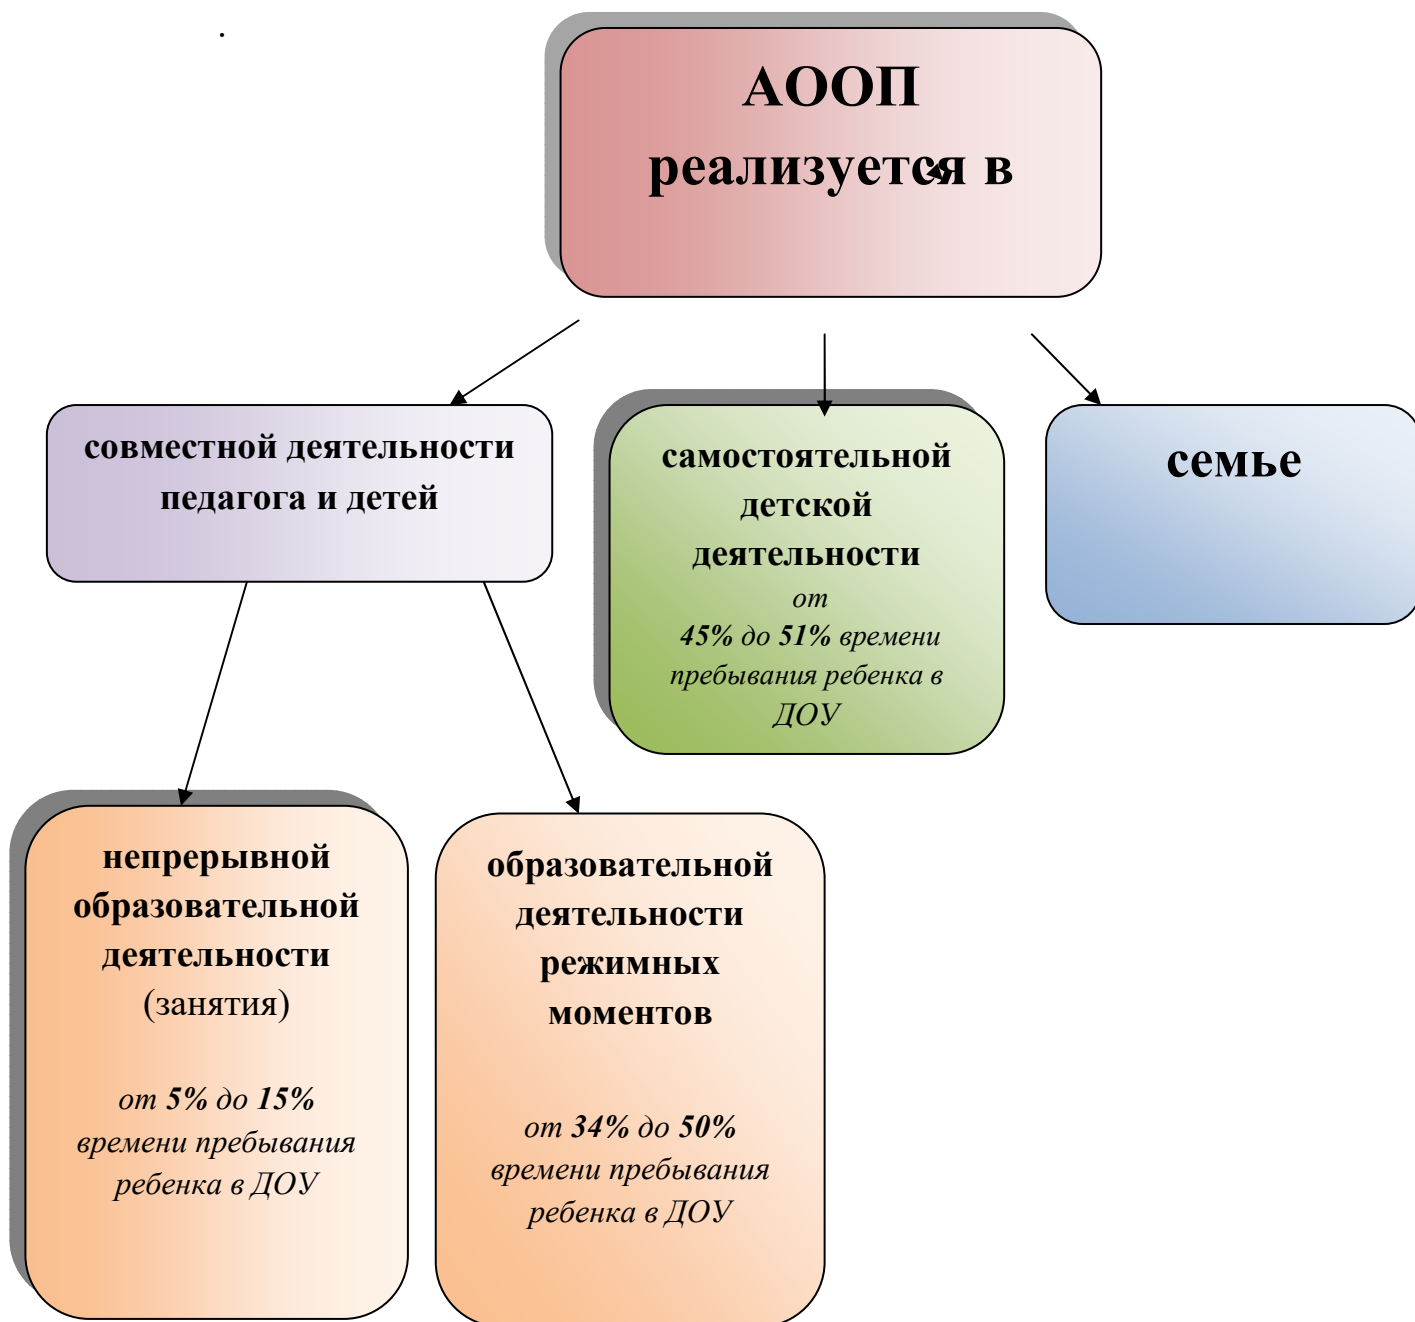 .
АООП
реализуется в
совместной деятельности
педагога и детей
самостоятельной
детской
деятельности
от
45% до 51% времени
пребывания ребенка в
ДОУ
семье
непрерывной
образовательной
деятельности
(занятия)
от 5% до 15%
времени пребывания
ребенка в ДОУ
образовательной
деятельности
режимных
моментов
от 34% до 50%
времени пребывания
ребенка в ДОУ